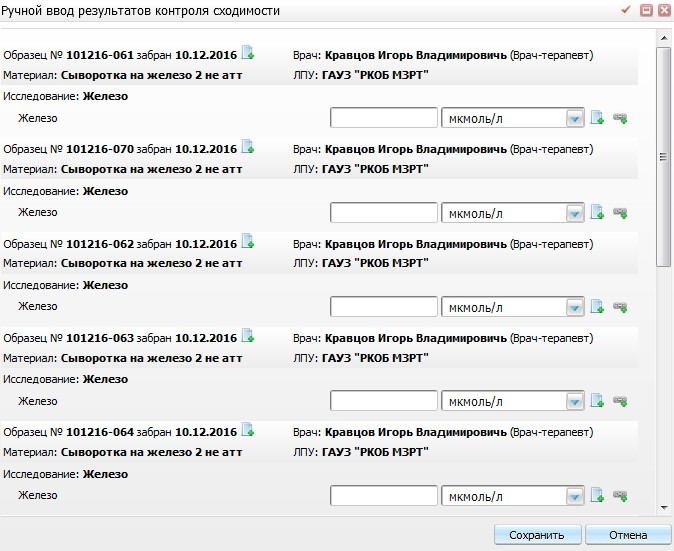 Ручной ввод результатов контроля сходимости
Образец № 101216-061 забран 10.12.2016 Врач: Кравцов Игорь Владимировичь (Врач-терапевт)
Материал: Сыворотка на железо 2 не атт ЛПУ: ГАУЗ "РКОБ МЗРТ"
Исследование: Железо
Железо мкмоль/л
Образец № 101216-070 забран 10.12.2016 Врач: Кравцов Игорь Владимировичь (Врач-терапевт)
Материал: Сыворотка на железо 2 не атт ЛПУ: ГАУЗ "РКОБ МЗРТ"
Исследование: Железо
Железо мкмоль/л
Образец № 101216-062 забран 10.12.2016 Врач: Кравцов Игорь Владимировичь (Врач-терапевт)
Материал: Сыворотка на железо 2 не атт ЛПУ: ГАУЗ "РКОБ МЗРТ"
Исследование: Железо
Железо мкмоль/л
Образец № 101216-063 забран 10.12.2016 Врач: Кравцов Игорь Владимировичь (Врач-терапевт)
Материал: Сыворотка на железо 2 не атт ЛПУ: ГАУЗ "РКОБ МЗРТ"
Исследование: Железо
Железо мкмоль/л
Образец № 101216-064 забран 10.12.2016 Врач: Кравцов Игорь Владимировичь (Врач-терапевт)
Материал: Сыворотка на железо 2 не атт ЛПУ: ГАУЗ "РКОБ МЗРТ"
Исследование: Железо
Железо мкмоль/л
Сохранить Отмена